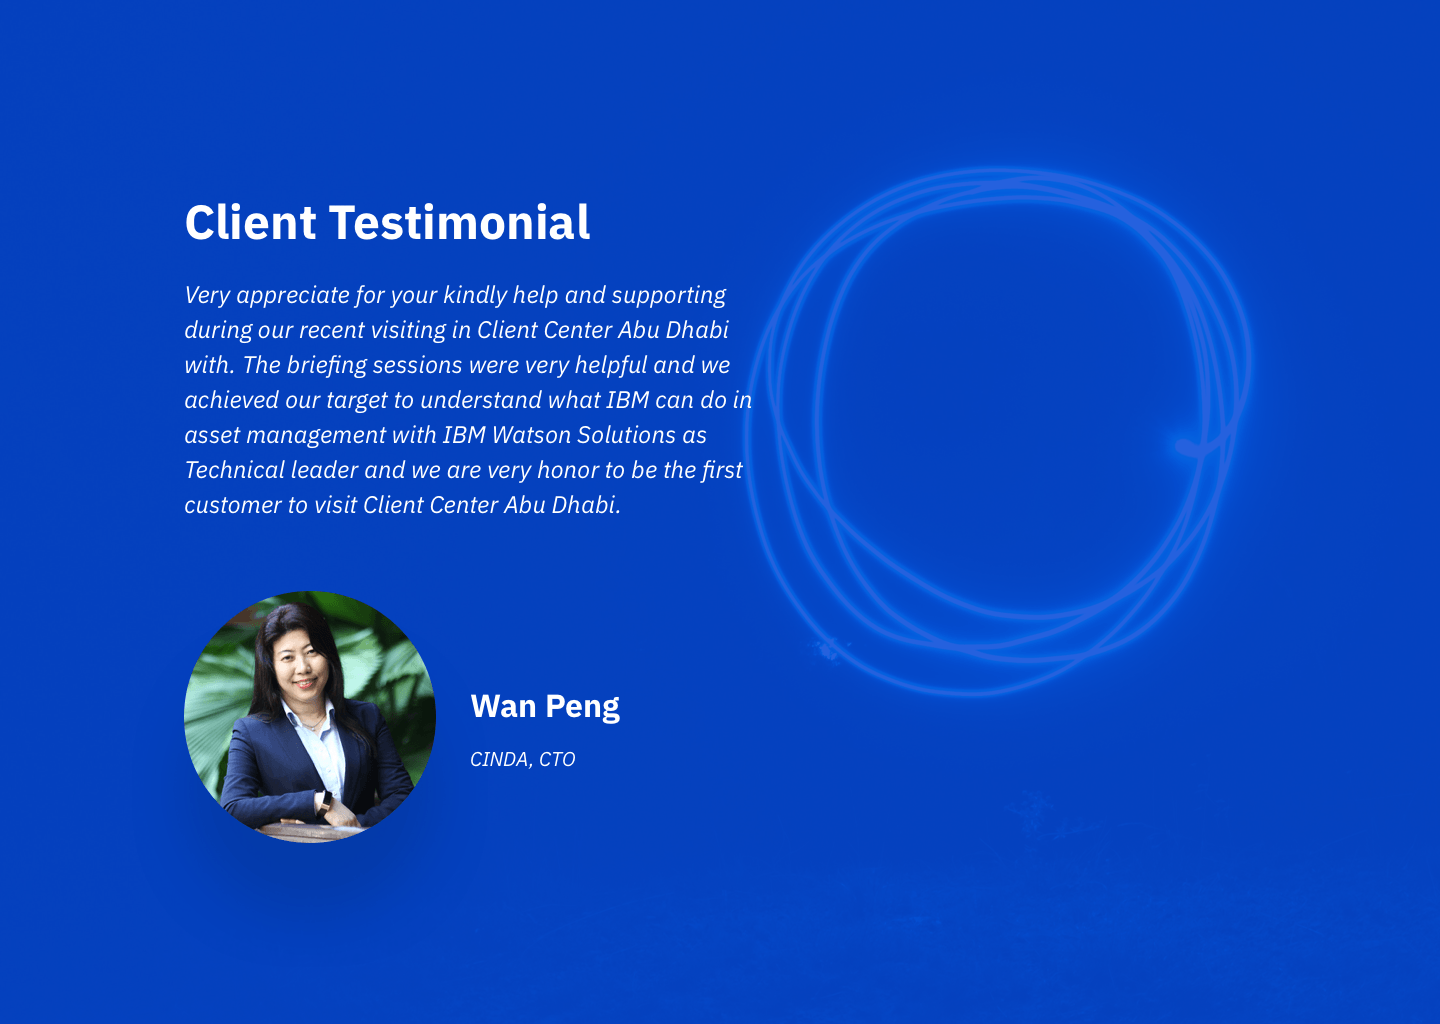 Client Testimonial
Very appreciate for your kindly help and supporting
during our recent visiting in Client Center Abu Dhabi
with. The briefing sessions were very helpful and we
achieved our target to understand what IBM can do in
asset management with IBM Watson Solutions as
Technical leader and we are very honor to be the first
customer to visit Client Center Abu Dhabi.
Wan Peng
CINDA, CTO